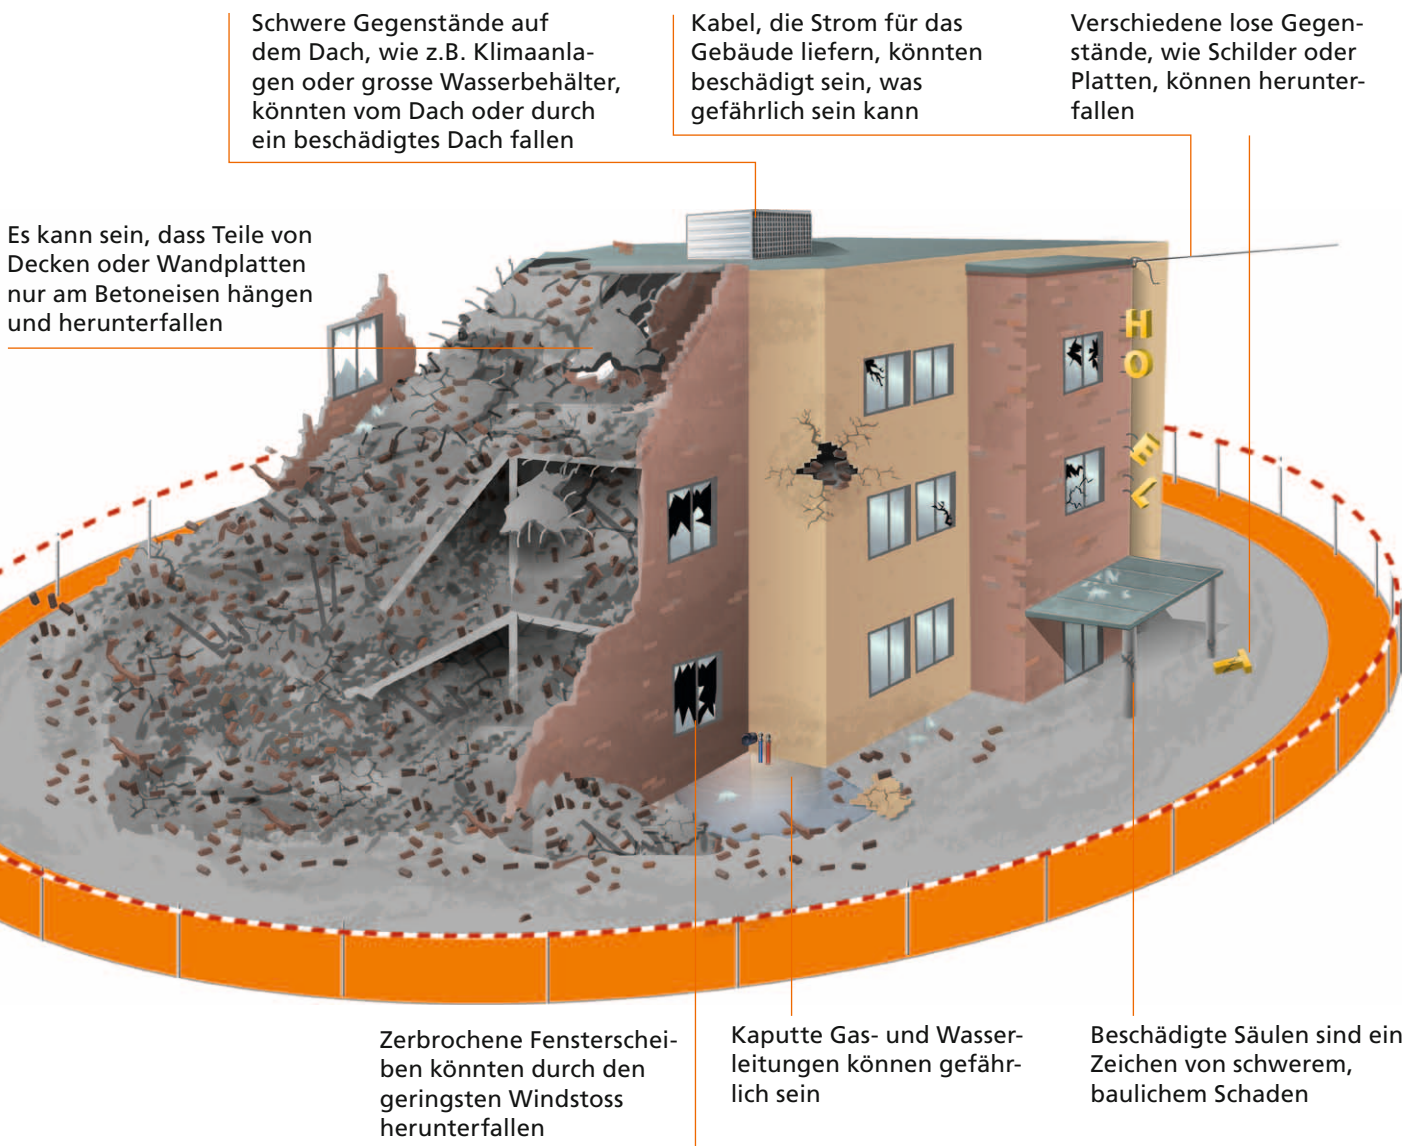 Schwere Gegenstände auf
dem Dach, wie z.B. Klimaanla-
gen oder grosse Wasserbehälter,
könnten vom Dach oder durch
ein beschädigtes Dach fallen
Kabel, die Strom für das
Gebäude liefern, könnten
beschädigt sein, was
gefährlich sein kann
Verschiedene lose Gegen-
stände, wie Schilder oder
Platten, können herunter-
fallen
Es kann sein, dass Teile von
Decken oder Wandplatten
nur am Betoneisen hängen
und herunterfallen
H
O
E
L
T
Zerbrochene Fensterschei-
ben könnten durch den
geringsten Windstoss
herunterfallen
Kaputte Gas- und Wasser-
leitungen können gefähr-
lich sein
Beschädigte Säulen sind ein
Zeichen von schwerem,
baulichem Schaden